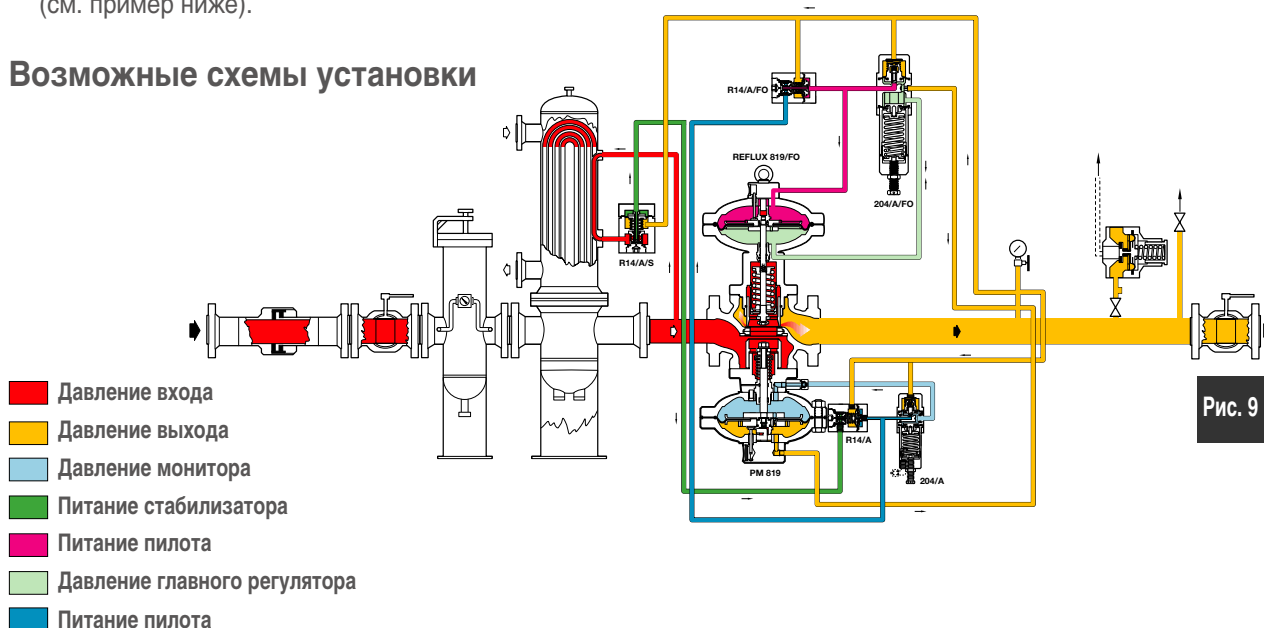 (см. пример ниже).
Возможные схемы установки
R14/A/FO
REFLUX 819/FO
204/A/FO
R14/A/S
Давление входа
Давление выхода
Давление монитора
Питание стабилизатора
Питание пилота
Давление главного регулятора
Питание пилота
R14/A
PM 819
204/A
Рис. 9